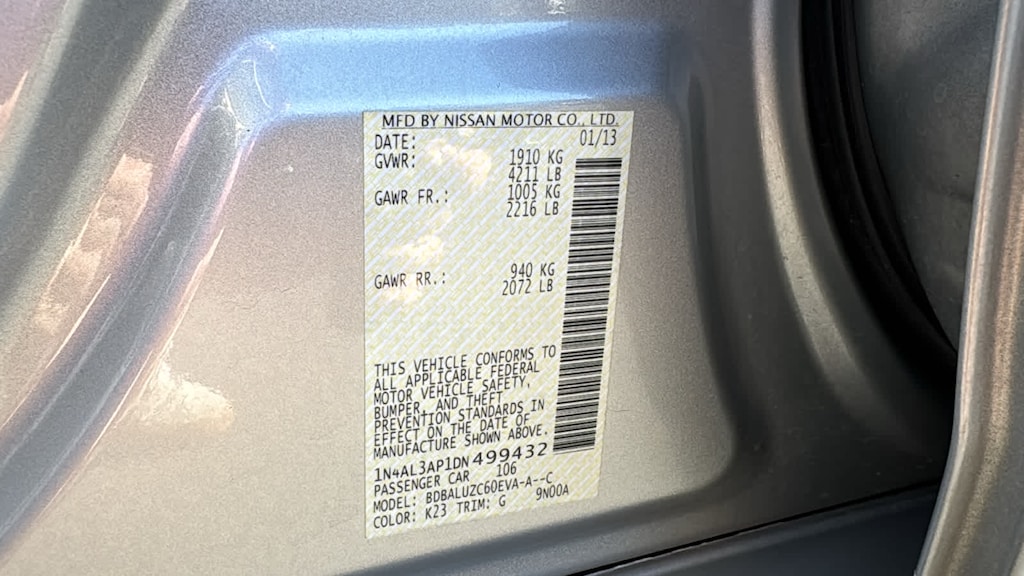 MFD BY NISSAN MOTOR CO., LTD.
DATE: 01/13
GVWR: 1910 KG
4211 LB
GAWR FR.: 1005 KG
2216 LB
GAWR RR.: 940 KG
2072 LB
THIS VEHICLE CONFORMS TO
ALL APPLICABLE FEDERAL
MOTOR VEHICLE SAFETY,
BUMPER, AND THEFT
PREVENTION STANDARDS IN
EFFECT ON THE DATE OF
MANUFACTURE SHOWN ABOVE.
1N4AL3AP1DN499432
PASSENGER CAR 106
MODEL: BDBALUZC60EVA-A--C
COLOR: K23 TRIM: G 9N00A